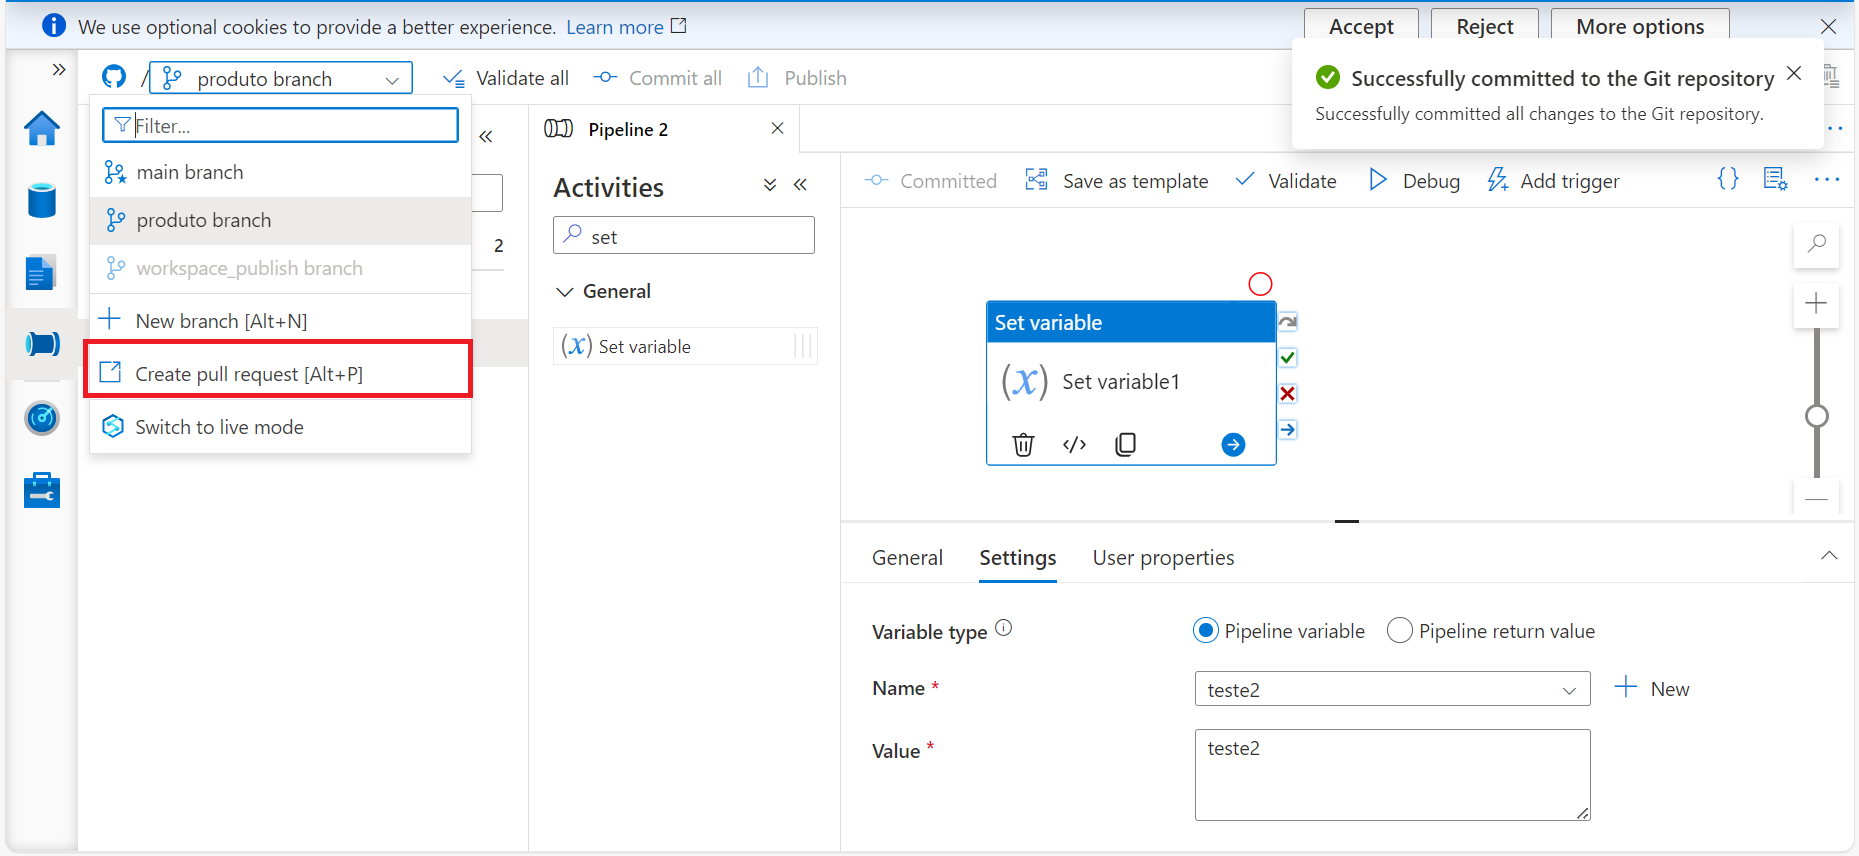 We use optional cookies to provide a better experience. Learn more
Accept
Reject
More options
/ produto branch
Validate all
Commit all
Publish
Successfully committed to the Git repository
Successfully committed all changes to the Git repository.
Filter...
main branch
produto branch
workspace_publish branch
New branch [Alt+N]
Create pull request [Alt+P]
Switch to live mode
2
Pipeline 2
Activities
set
General
(x) Set variable
Committed
Save as template
Validate
Debug
Add trigger
{}
Set variable
(x) Set variable1
General
Settings
User properties
Variable type
Pipeline variable
Pipeline return value
Name *
teste2
New
Value *
teste2